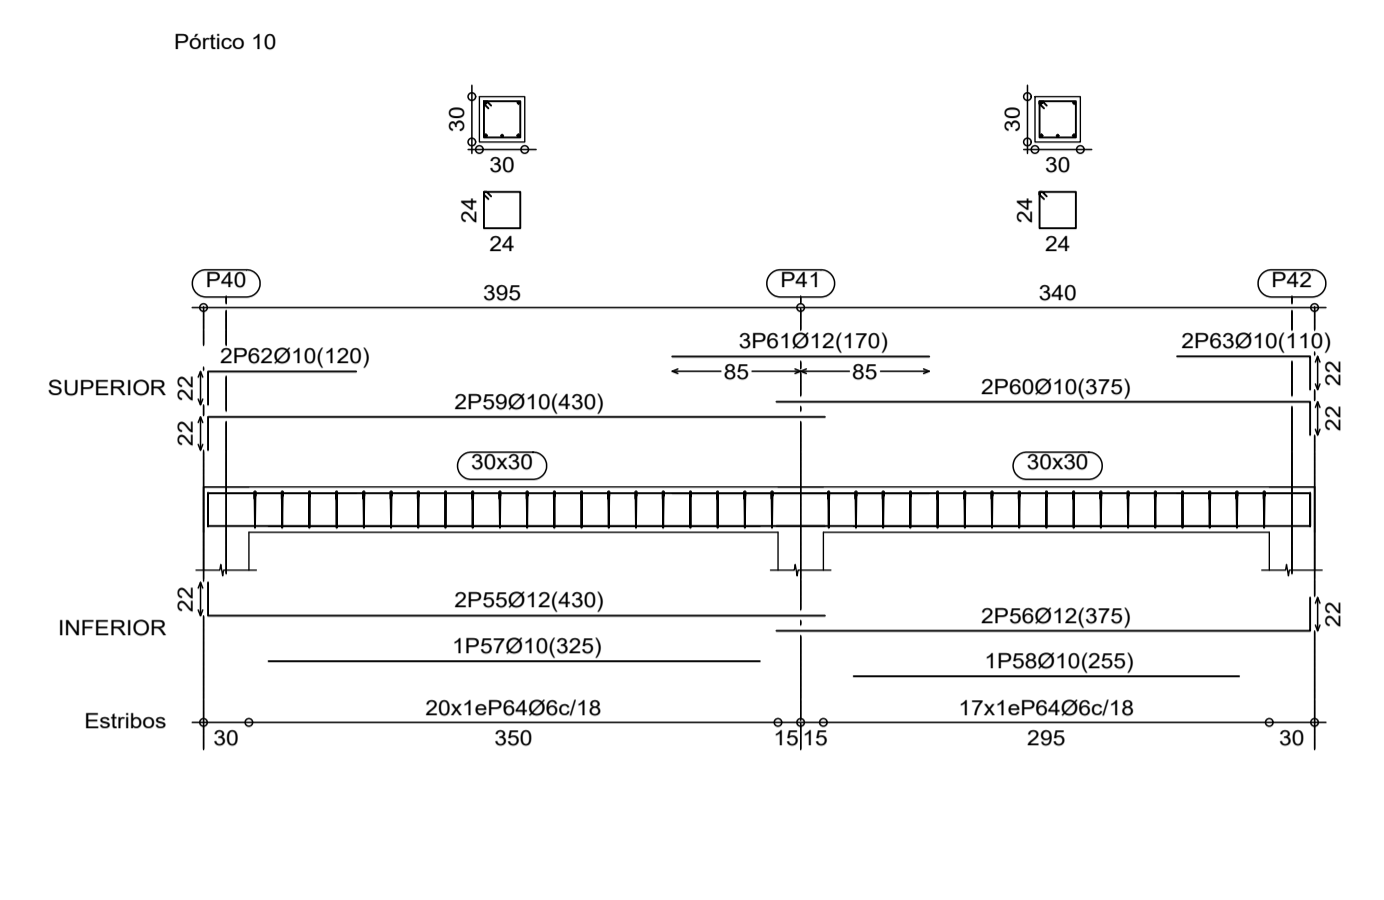 Pórtico 10
30
30
30
30
24
24
24
24
P40
P41
P42
395
340
3P61Ø12(170)
2P63Ø10(110)
2P62Ø10(120)
85
85
22
SUPERIOR
22
2P60Ø10(375)
2P59Ø10(430)
22
22
30x30
30x30
22
2P55Ø12(430)
2P56Ø12(375)
22
INFERIOR
1P57Ø10(325)
1P58Ø10(255)
Estribos
20x1eP64Ø6c/18
17x1eP64Ø6c/18
30
350
15
15
295
30